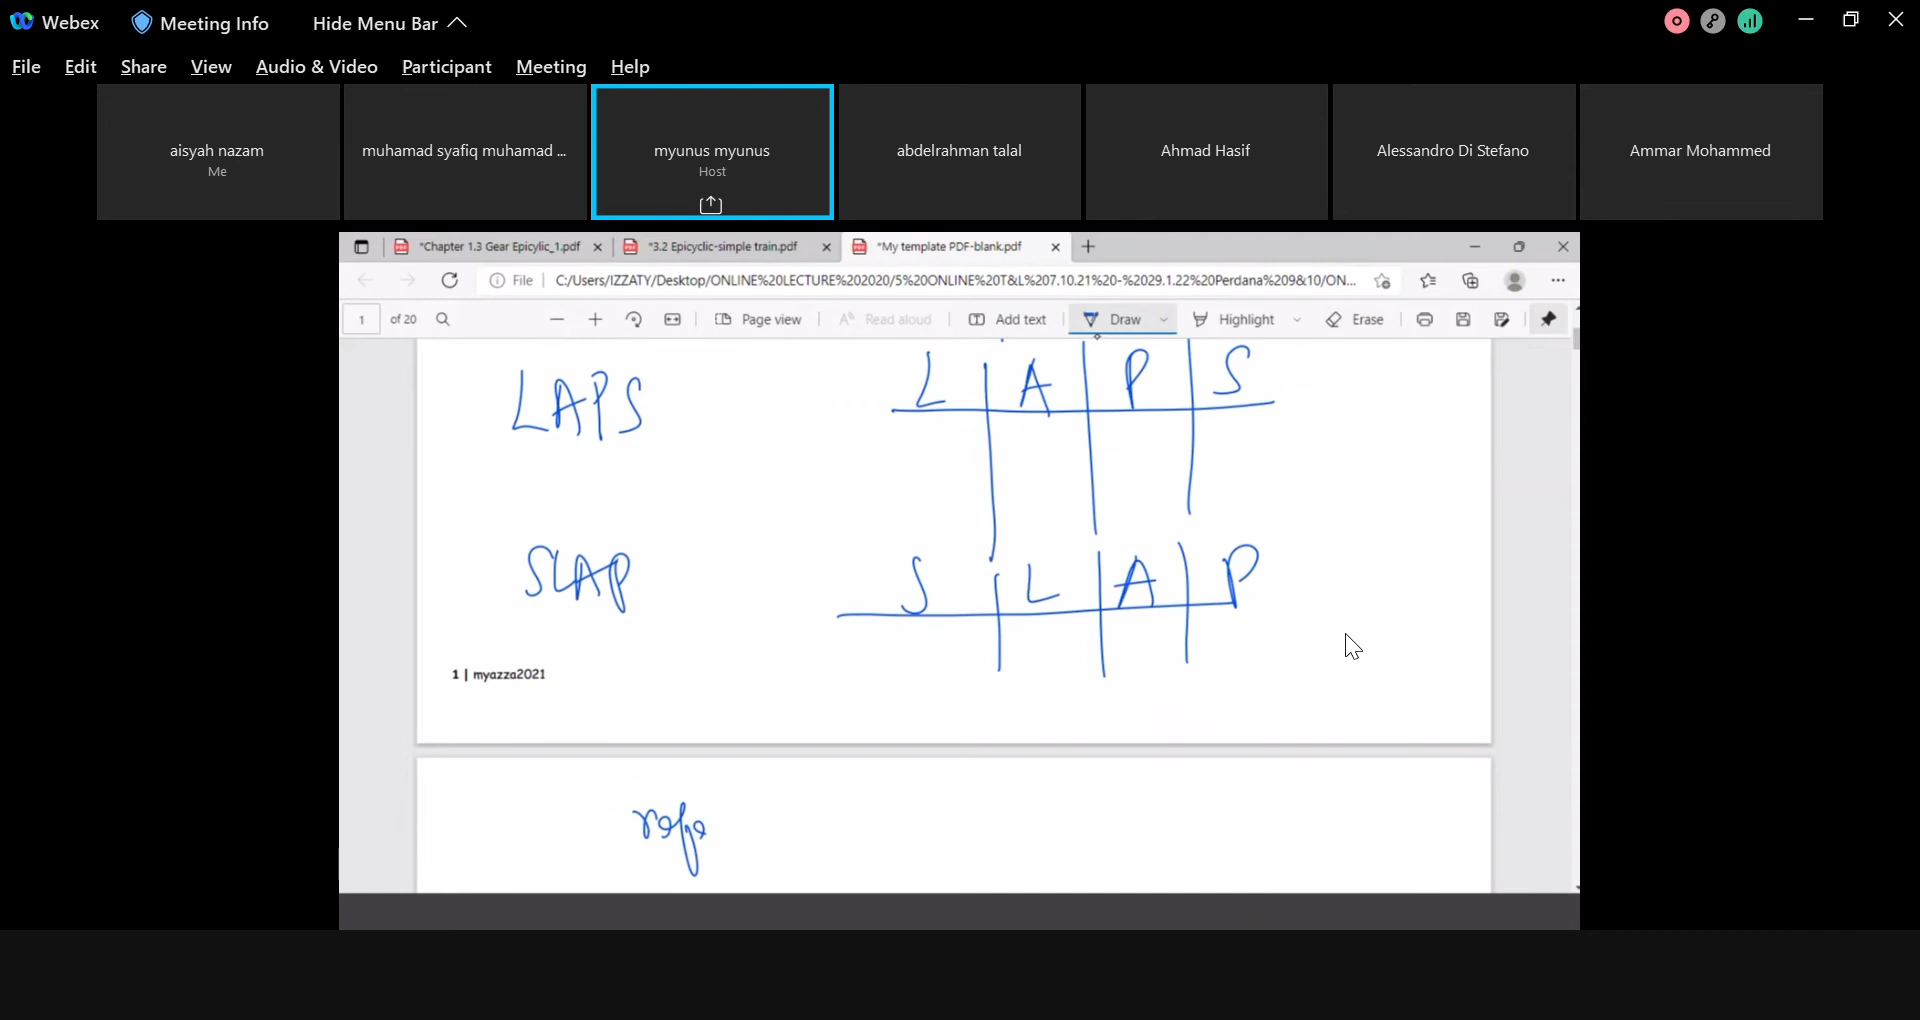 Webex Meeting Info Hide Menu Bar
File Edit Share View Audio & Video Participant Meeting Help
aisyah nazam
Me
muhamad syafiq muhamad ...
myunus myunus
Host
abdelrahman talal
Ahmad Hasif
Alessandro Di Stefano
Ammar Mohammed
*Chapter 1.3 Gear Epicylic_1.pdf *3.2 Epicyclic-simple train.pdf *My template PDF-blank.pdf
File C:/Users/IZZATY/Desktop/ONLINE%20LECTURE%202020/5%20ONLINE%20T&L%207.10.21%20-%2029.1.22%20Perdana%209&10/ON...
1 of 20 Page view Read aloud Add text Draw Highlight Erase
LAPS L A P S
SLAP S L A P
1 | myazza2021